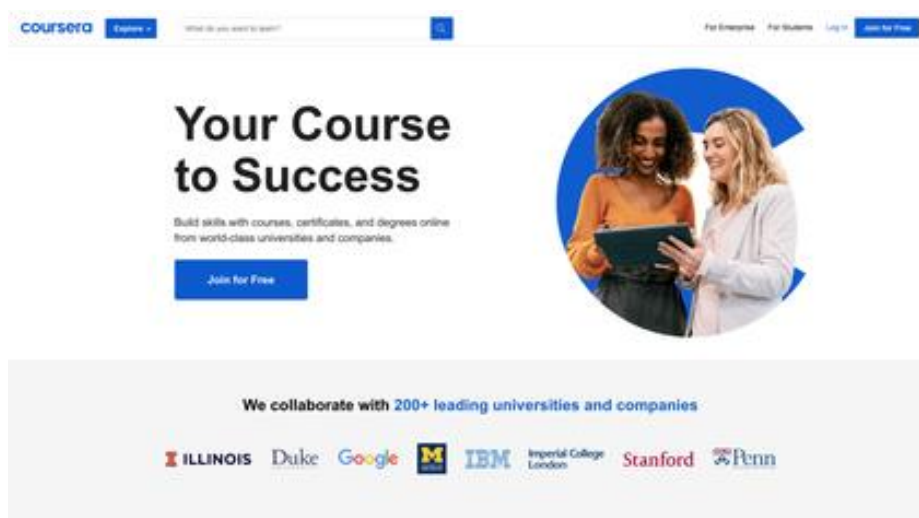 coursera
Explore
What do you want to learn?
For Enterprise
For Students
Log In
Join for Free
Your Course
to Success
Build skills with courses, certificates, and degrees online
from world-class universities and companies.
Join for Free
We collaborate with 200+ leading universities and companies
I ILLINOIS
Duke
Google
M
IBM
Imperial College
London
Stanford
Penn